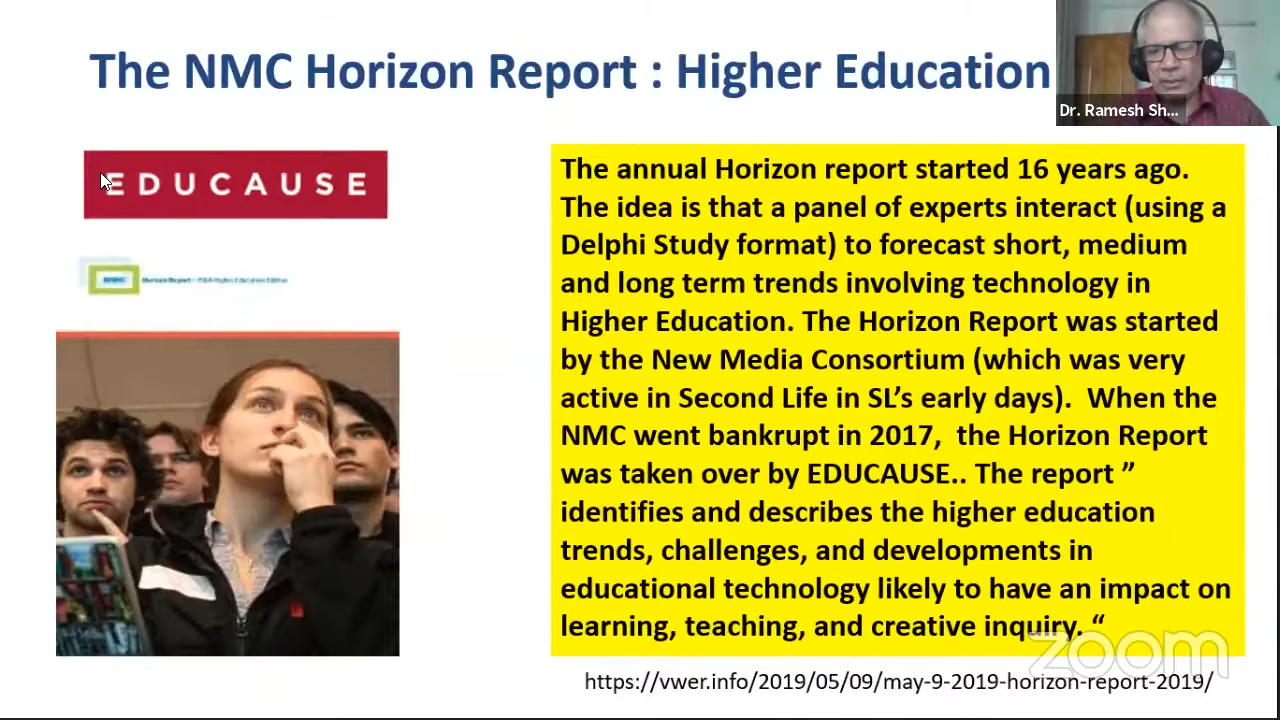 The NMC Horizon Report : Higher Education
Dr. Ramesh Sh...
EDUCAUSE
NMC Horizon Report
Higher Education Edition
The annual Horizon report started 16 years ago.
The idea is that a panel of experts interact (using a
Delphi Study format) to forecast short, medium
and long term trends involving technology in
Higher Education. The Horizon Report was started
by the New Media Consortium (which was very
active in Second Life in SL’s early days).  When the
NMC went bankrupt in 2017,  the Horizon Report
was taken over by EDUCAUSE.. The report ”
identifies and describes the higher education
trends, challenges, and developments in
educational technology likely to have an impact on
learning, teaching, and creative inquiry. “
zoom
https://vwer.info/2019/05/09/may-9-2019-horizon-report-2019/